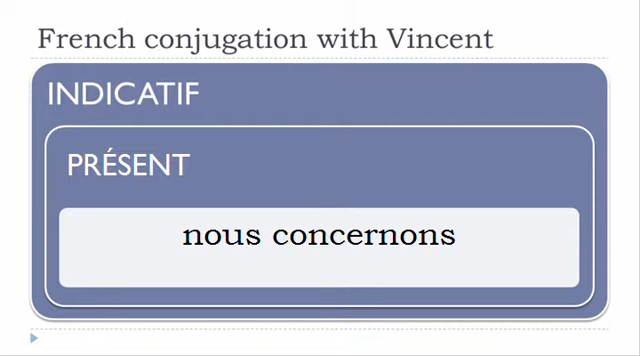 French conjugation with Vincent
INDICATIF
PRÉSENT
nous concernons